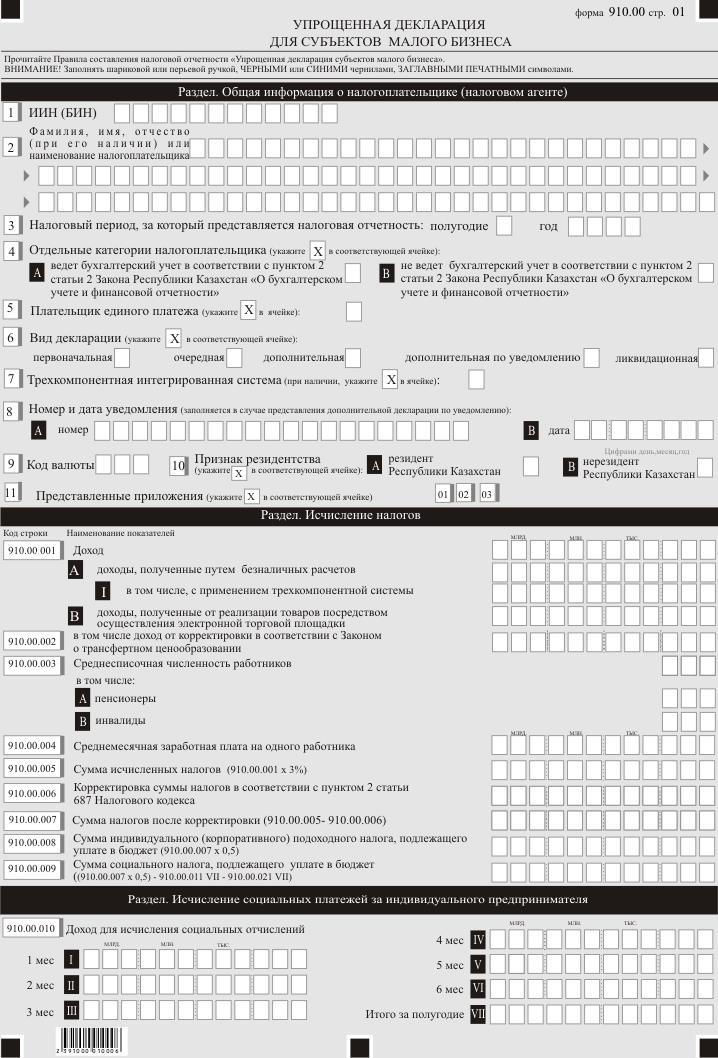 форма 910.00 стр. 01
УПРОЩЕННАЯ ДЕКЛАРАЦИЯ
ДЛЯ СУБЪЕКТОВ МАЛОГО БИЗНЕСА
Прочитайте Правила составления налоговой отчетности «Упрощенная декларация субъектов малого бизнеса».
ВНИМАНИЕ! Заполнять шариковой или перьевой ручкой, ЧЕРНЫМИ или СИНИМИ чернилами, ЗАГЛАВНЫМИ ПЕЧАТНЫМИ символами.
Раздел. Общая информация о налогоплательщике (налоговом агенте)
1 ИИН (БИН)
2 Фамилия, имя, отчество
(при его наличии) или
наименование налогоплательщика
3 Налоговый период, за который представляется налоговая отчетность: полугодие год
4 Отдельные категории налогоплательщика (укажите X в соответствующей ячейке):
A ведет бухгалтерский учет в соответствии с пунктом 2
статьи 2 Закона Республики Казахстан «О бухгалтерском
учете и финансовой отчетности»
B не ведет бухгалтерский учет в соответствии с пунктом 2
статьи 2 Закона Республики Казахстан «О бухгалтерском
учете и финансовой отчетности»
5 Плательщик единого платежа (укажите X в ячейке):
6 Вид декларации (укажите X в соответствующей ячейке):
первоначальная очередная дополнительная дополнительная по уведомлению ликвидационная
7 Трехкомпонентная интегрированная система (при наличии, укажите X в ячейке):
8 Номер и дата уведомления (заполняется в случае представления дополнительной декларации по уведомлению):
A номер B дата
Цифрами день,месяц,год
9 Код валюты 10 Признак резидентства
(укажите X в соответствующей ячейке):
A резидент
Республики Казахстан
B нерезидент
Республики Казахстан
11 Представленные приложения (укажите X в соответствующей ячейке) 01 02 03
Раздел. Исчисление налогов
Код строки Наименование показателей
МЛРД. МЛН. ТЫС.
910.00 001 Доход
A доходы, полученные путем безналичных расчетов
I в том числе, с применением трехкомпонентной системы
B доходы, полученные от реализации товаров посредством
осуществления электронной торговой площадки
910.00.002 в том числе доход от корректировки в соответствии с Законом
о трансфертном ценообразовании
910.00.003 Среднесписочная численность работников
в том числе:
A пенсионеры
B инвалиды
МЛРД. МЛН. ТЫС.
910.00.004 Среднемесячная заработная плата на одного работника
910.00.005 Сумма исчисленных налогов (910.00.001 х 3%)
910.00.006 Корректировка суммы налогов в соответствии с пунктом 2 статьи
687 Налогового кодекса
910.00.007 Сумма налогов после корректировки (910.00.005- 910.00.006)
910.00.008 Сумма индивидуального (корпоративного) подоходного налога, подлежащего
уплате в бюджет (910.00.007 х 0,5)
910.00.009 Сумма социального налога, подлежащего уплате в бюджет
((910.00.007 х 0,5) - 910.00.011 VII - 910.00.021 VII)
Раздел. Исчисление социальных платежей за индивидуального предпринимателя
910.00.010 Доход для исчисления социальных отчислений
МЛРД. МЛН. ТЫС.
1 мес I
2 мес II
3 мес III
МЛРД. МЛН. ТЫС.
4 мес IV
5 мес V
6 мес VI
Итого за полугодие VII
2 391000 010006